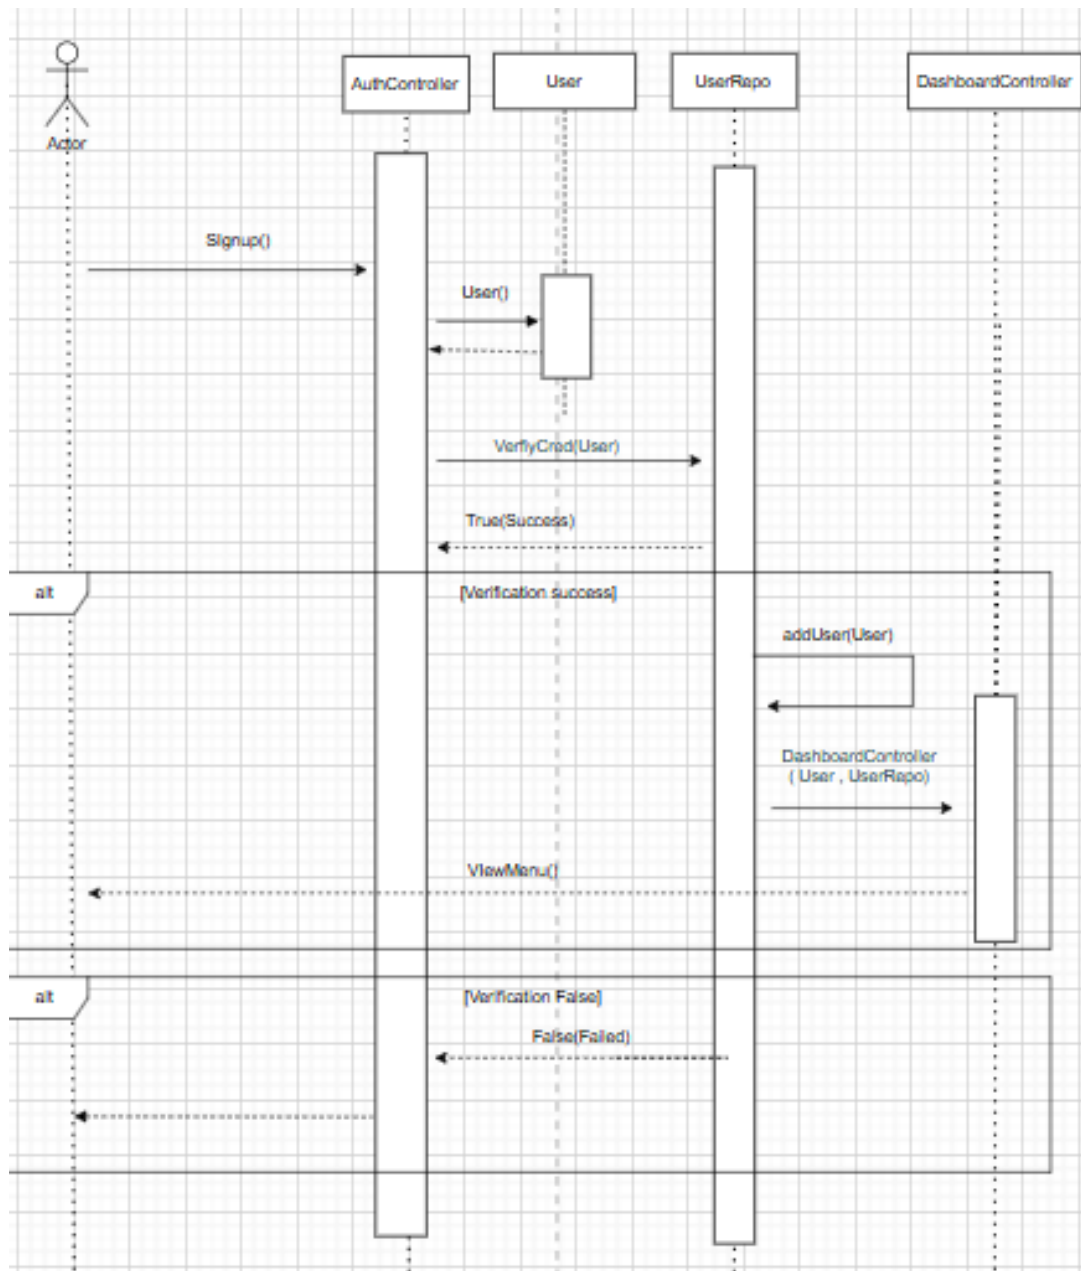 Actor
AuthController
User
UserRepo
DashboardController
Signup()
User()
VerfiyCred(User)
True(Success)
alt
[Verification success]
addUser(User)
DashboardController
( User , UserRepo)
ViewMenu()
alt
[Verification False]
False(Failed)